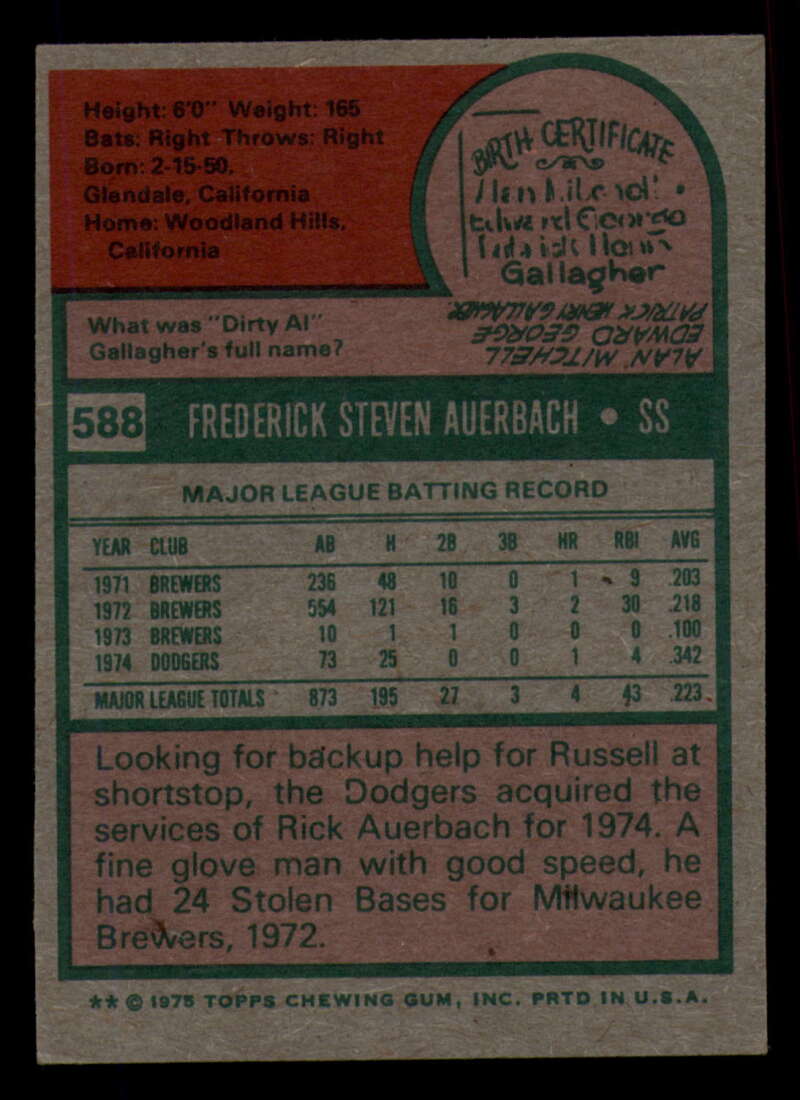 Height: 6'0" Weight: 165
Bats: Right Throws: Right
Born: 2-15-50,
Glendale, California
Home: Woodland Hills,
California
BIRTH CERTIFICATE
Gallagher
What was "Dirty Al"
Gallagher's full name?
ALAN MITCHELL
EDWARD GEORGE
PATRICK HENRY GALLAGHER
588 FREDERICK STEVEN AUERBACH • SS
MAJOR LEAGUE BATTING RECORD
YEAR CLUB AB H 2B 3B HR RBI AVG
1971 BREWERS 236 48 10 0 1 9 .203
1972 BREWERS 554 121 16 3 2 30 .218
1973 BREWERS 10 1 1 0 0 0 .100
1974 DODGERS 73 25 0 0 1 4 .342
MAJOR LEAGUE TOTALS 873 195 27 3 4 43 .223
Looking for backup help for Russell at
shortstop, the Dodgers acquired the
services of Rick Auerbach for 1974. A
fine glove man with good speed, he
had 24 Stolen Bases for Milwaukee
Brewers, 1972.
** © 1975 TOPPS CHEWING GUM, INC. PRTD IN U.S.A.